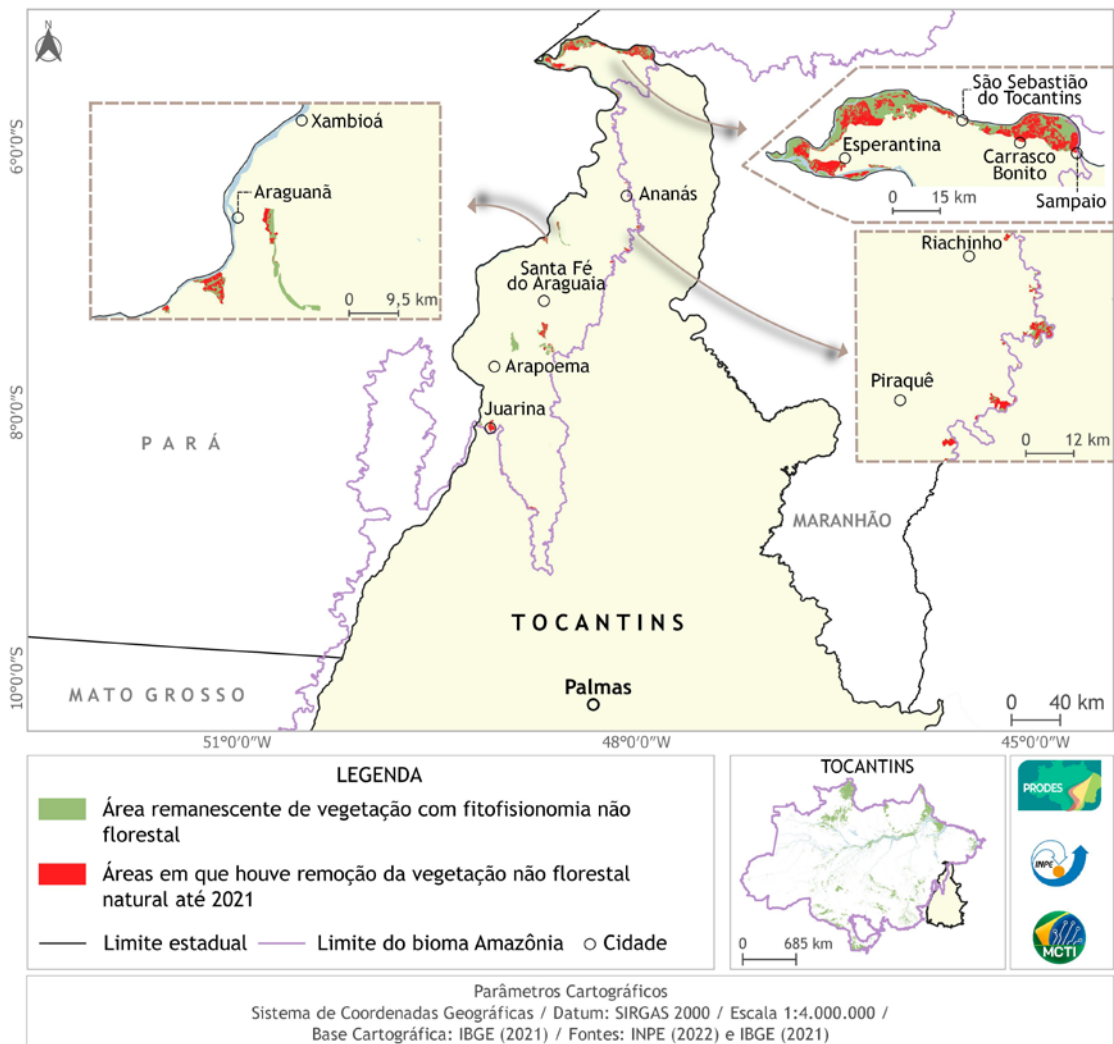 N
6°0'0"S
8°0'0"S
10°0'0"S
Xambioá
Araguanã
0 9,5 km
São Sebastião
do Tocantins
Esperantina
Carrasco
Bonito
Sampaio
0 15 km
Ananás
Riachinho
Santa Fé
do Araguaia
Arapoema
Piraquê
0 12 km
Juarina
PARÁ
MARANHÃO
TOCANTINS
MATO GROSSO
Palmas
0 40 km
51°0'0"W
48°0'0"W
45°0'0"W
LEGENDA
Área remanescente de vegetação com fitofisionomia não
florestal
Áreas em que houve remoção da vegetação não florestal
natural até 2021
Limite estadual
Limite do bioma Amazônia
Cidade
TOCANTINS
0 685 km
PRODES
INPE
MCTI
Parâmetros Cartográficos
Sistema de Coordenadas Geográficas / Datum: SIRGAS 2000 / Escala 1:4.000.000 /
Base Cartográfica: IBGE (2021) / Fontes: INPE (2022) e IBGE (2021)